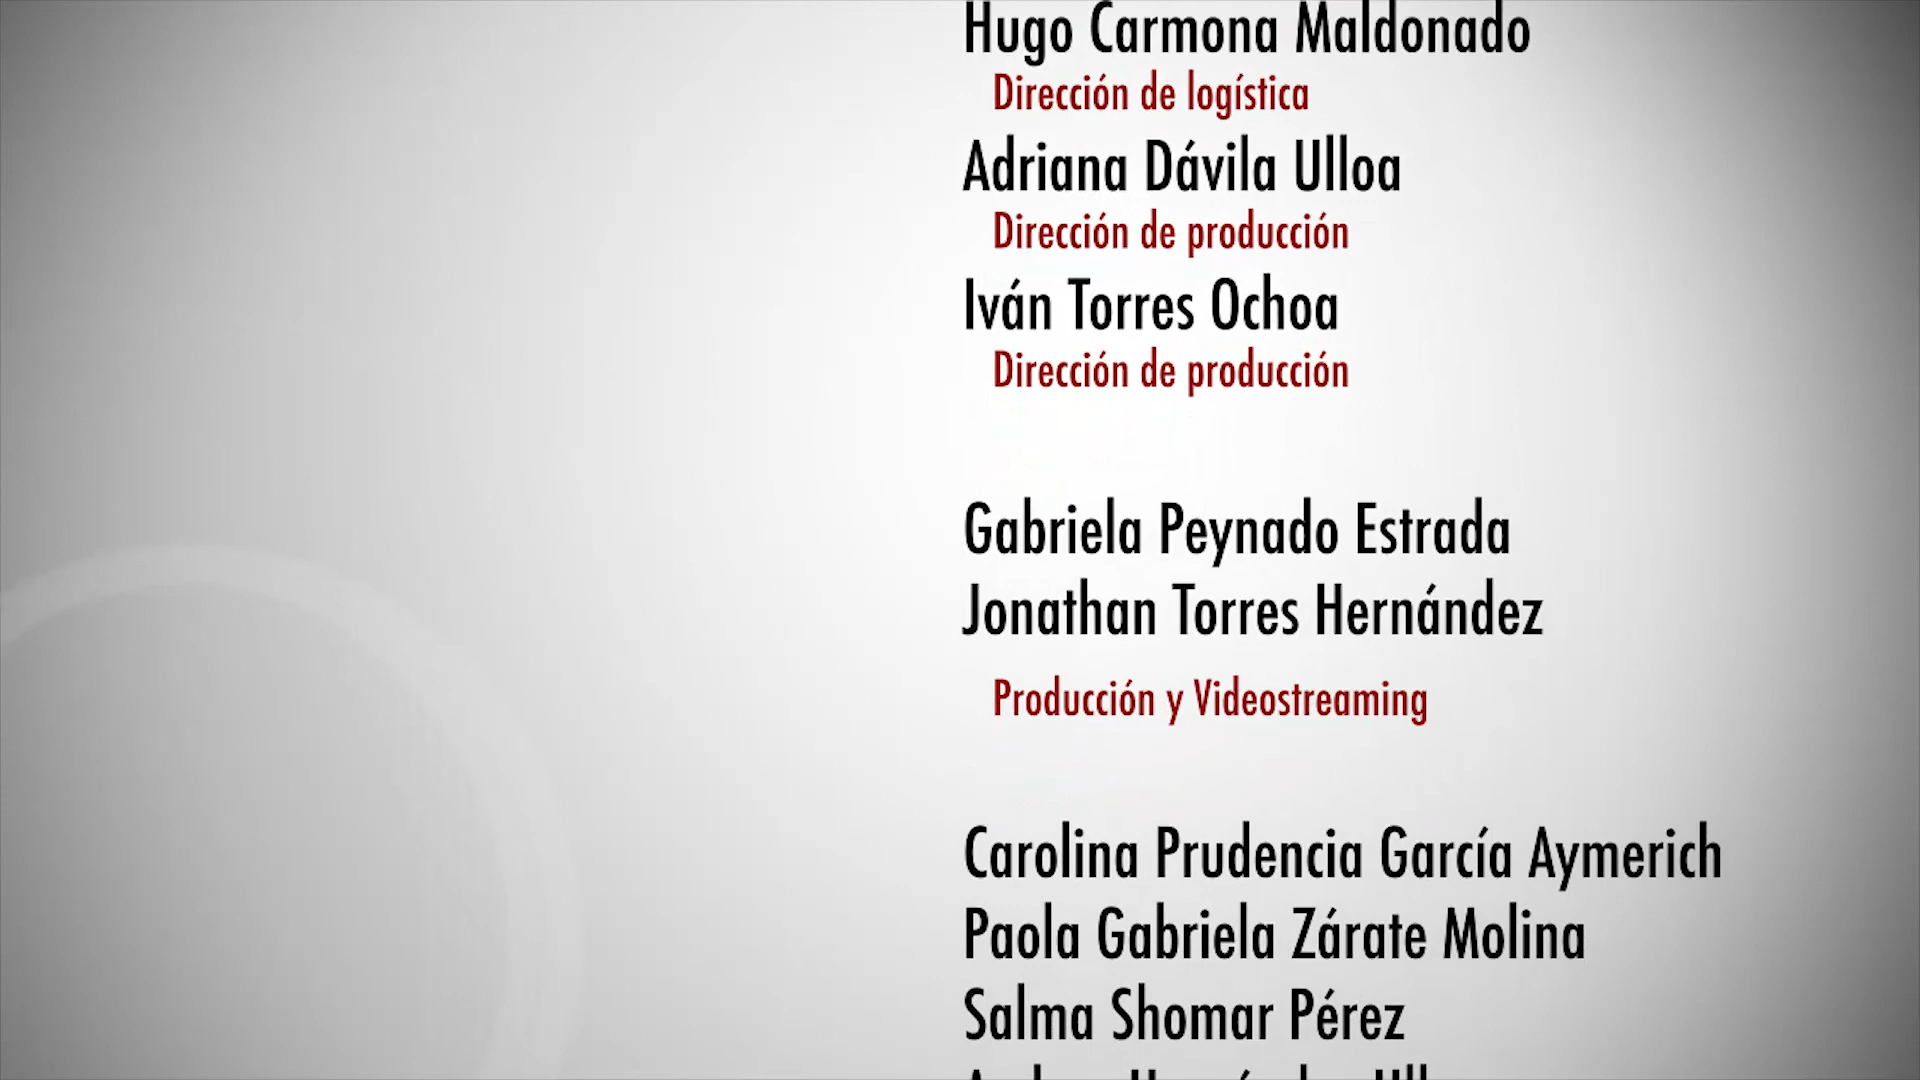 Hugo Carmona Maldonado
Dirección de logística
Adriana Dávila Ulloa
Dirección de producción
Iván Torres Ochoa
Dirección de producción
Gabriela Peynado Estrada
Jonathan Torres Hernández
Producción y Videostreaming
Carolina Prudencia García Aymerich
Paola Gabriela Zárate Molina
Salma Shomar Pérez